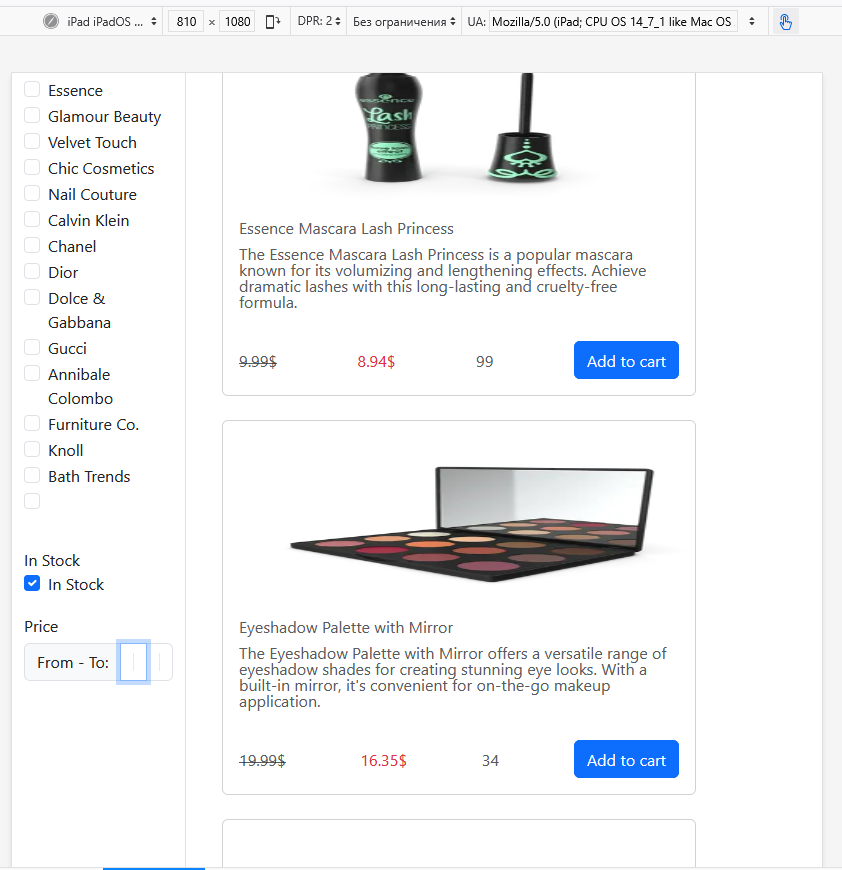 iPad iPadOS ...
810 × 1080
DPR: 2
Без ограничения
UA: Mozilla/5.0 (iPad; CPU OS 14_7_1 like Mac OS
Essence
Glamour Beauty
Velvet Touch
Chic Cosmetics
Nail Couture
Calvin Klein
Chanel
Dior
Dolce &
Gabbana
Gucci
Annibale
Colombo
Furniture Co.
Knoll
Bath Trends
In Stock
In Stock
Price
From - To:
essence
Lash
PRINCESS
Essence Mascara Lash Princess
The Essence Mascara Lash Princess is a popular mascara
known for its volumizing and lengthening effects. Achieve
dramatic lashes with this long-lasting and cruelty-free
formula.
9.99$ 8.94$ 99 Add to cart
Eyeshadow Palette with Mirror
The Eyeshadow Palette with Mirror offers a versatile range of
eyeshadow shades for creating stunning eye looks. With a
built-in mirror, it's convenient for on-the-go makeup
application.
19.99$ 16.35$ 34 Add to cart